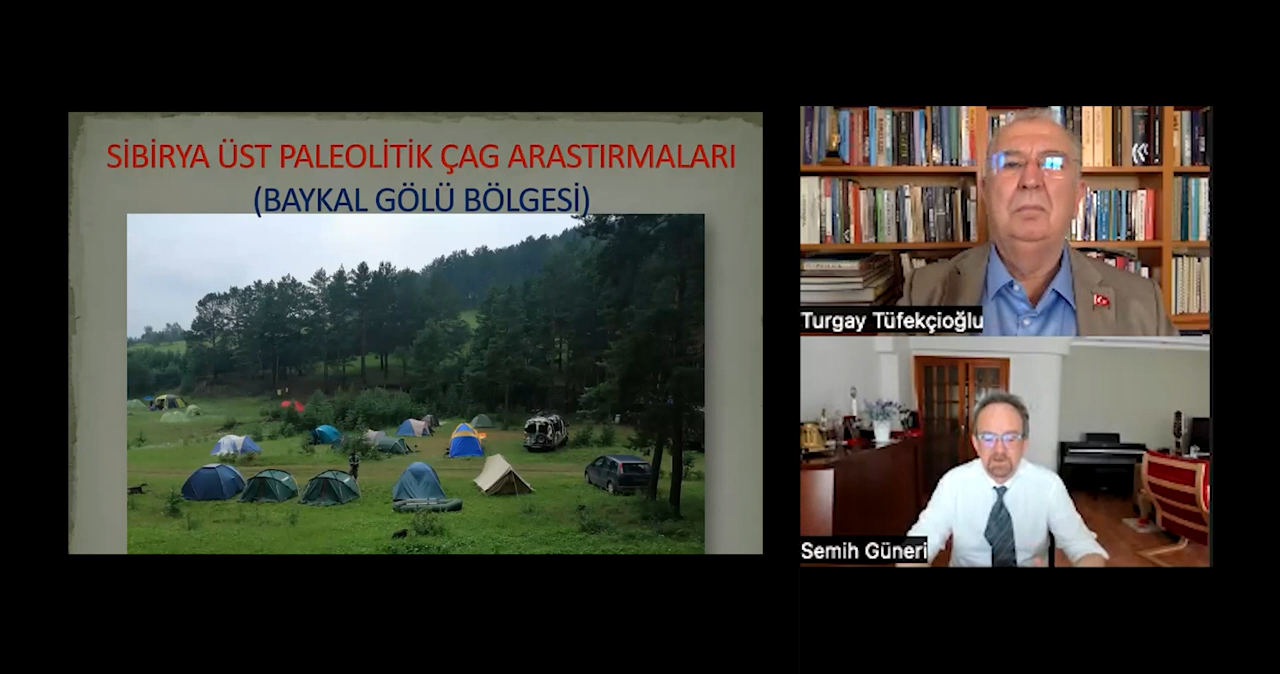 SİBİRYA ÜST PALEOLİTİK ÇAG ARASTIRMALARI
(BAYKAL GÖLÜ BÖLGESİ)
Turgay Tüfekçioğlu
Semih Güneri